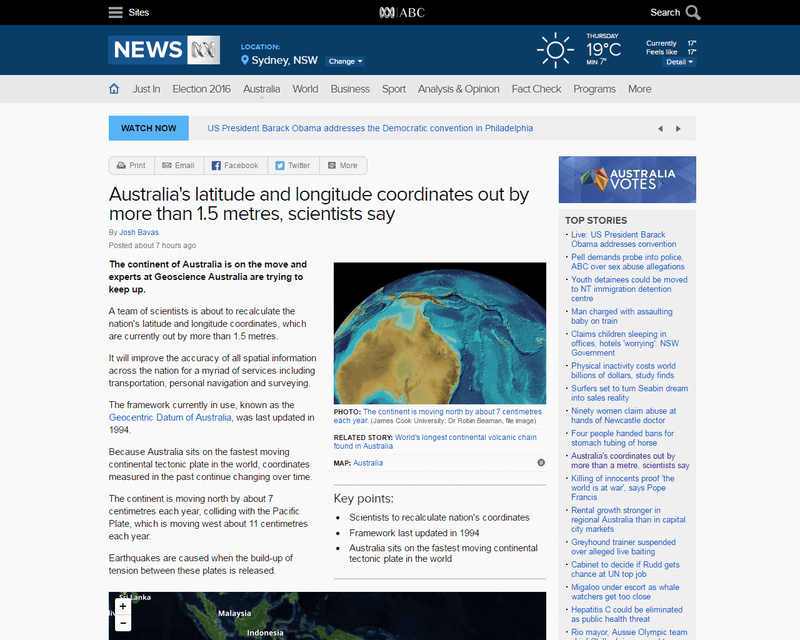 Sites
ABC
Search
NEWS
LOCATION:
Sydney, NSW
Change
THURSDAY
19°C
MIN 7°
Currently 17°
Feels like 17°
Detail
Just In Election 2016 Australia World Business Sport Analysis & Opinion Fact Check Programs More
WATCH NOW
US President Barack Obama addresses the Democratic convention in Philadelphia
Print Email Facebook Twitter More
Australia's latitude and longitude coordinates out by
more than 1.5 metres, scientists say
By Josh Bavas
Posted about 7 hours ago
The continent of Australia is on the move and
experts at Geoscience Australia are trying to
keep up.
A team of scientists is about to recalculate the
nation's latitude and longitude coordinates, which
are currently out by more than 1.5 metres.
It will improve the accuracy of all spatial information
across the nation for a myriad of services including
transportation, personal navigation and surveying.
The framework currently in use, known as the
Geocentric Datum of Australia, was last updated in
1994.
Because Australia sits on the fastest moving
continental tectonic plate in the world, coordinates
measured in the past continue changing over time.
The continent is moving north by about 7
centimetres each year, colliding with the Pacific
Plate, which is moving west about 11 centimetres
each year.
Earthquakes are caused when the build-up of
tension between these plates is released.
PHOTO: The continent is moving north by about 7 centimetres
each year. (James Cook University: Dr Robin Beaman, file image)
RELATED STORY: World's longest continental volcanic chain
found in Australia
MAP: Australia
Key points:
• Scientists to recalculate nation's coordinates
• Framework last updated in 1994
• Australia sits on the fastest moving continental
tectonic plate in the world
+
−
Sri Lanka
Malaysia
Indonesia
AUSTRALIA
VOTES
TOP STORIES
Live: US President Barack
Obama addresses convention
Pell demands probe into police,
ABC over sex abuse allegations
Youth detainees could be moved
to NT immigration detention
centre
Man charged with assaulting
baby on train
Claims children sleeping in
offices, hotels 'worrying': NSW
Government
Physical inactivity costs world
billions of dollars, study finds
Surfers set to turn Seabin dream
into sales reality
Ninety women claim abuse at
hands of Newcastle doctor
Four people handed bans for
stomach tubing of horse
Australia's coordinates out by
more than a metre, scientists say
Killing of innocents proof 'the
world is at war', says Pope
Francis
Rental growth stronger in
regional Australia than in capital
city markets
Greyhound trainer suspended
over alleged live baiting
Cabinet to decide if Rudd gets
chance at UN top job
Migaloo under escort as whale
watchers get too close
Hepatitis C could be eliminated
as public health threat
Rio mayor, Aussie Olympic team